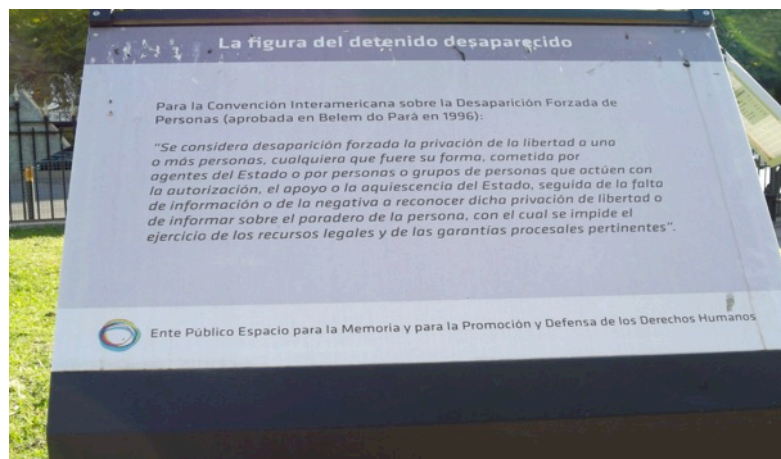 La figura del detenido desaparecido
Para la Convención Interamericana sobre la Desaparición Forzada de
Personas (aprobada en Belem do Pará en 1996):
"Se considera desaparición forzada la privación de la libertad a una
o más personas, cualquiera que fuere su forma, cometida por
agentes del Estado o por personas o grupos de personas que actúen con
la autorización, el apoyo o la aquiescencia del Estado, seguida de la falta
de información o de la negativa a reconocer dicha privación de libertad o
de informar sobre el paradero de la persona, con el cual se impide el
ejercicio de los recursos legales y de las garantías procesales pertinentes".
Ente Público Espacio para la Memoria y para la Promoción y Defensa de los Derechos Humanos